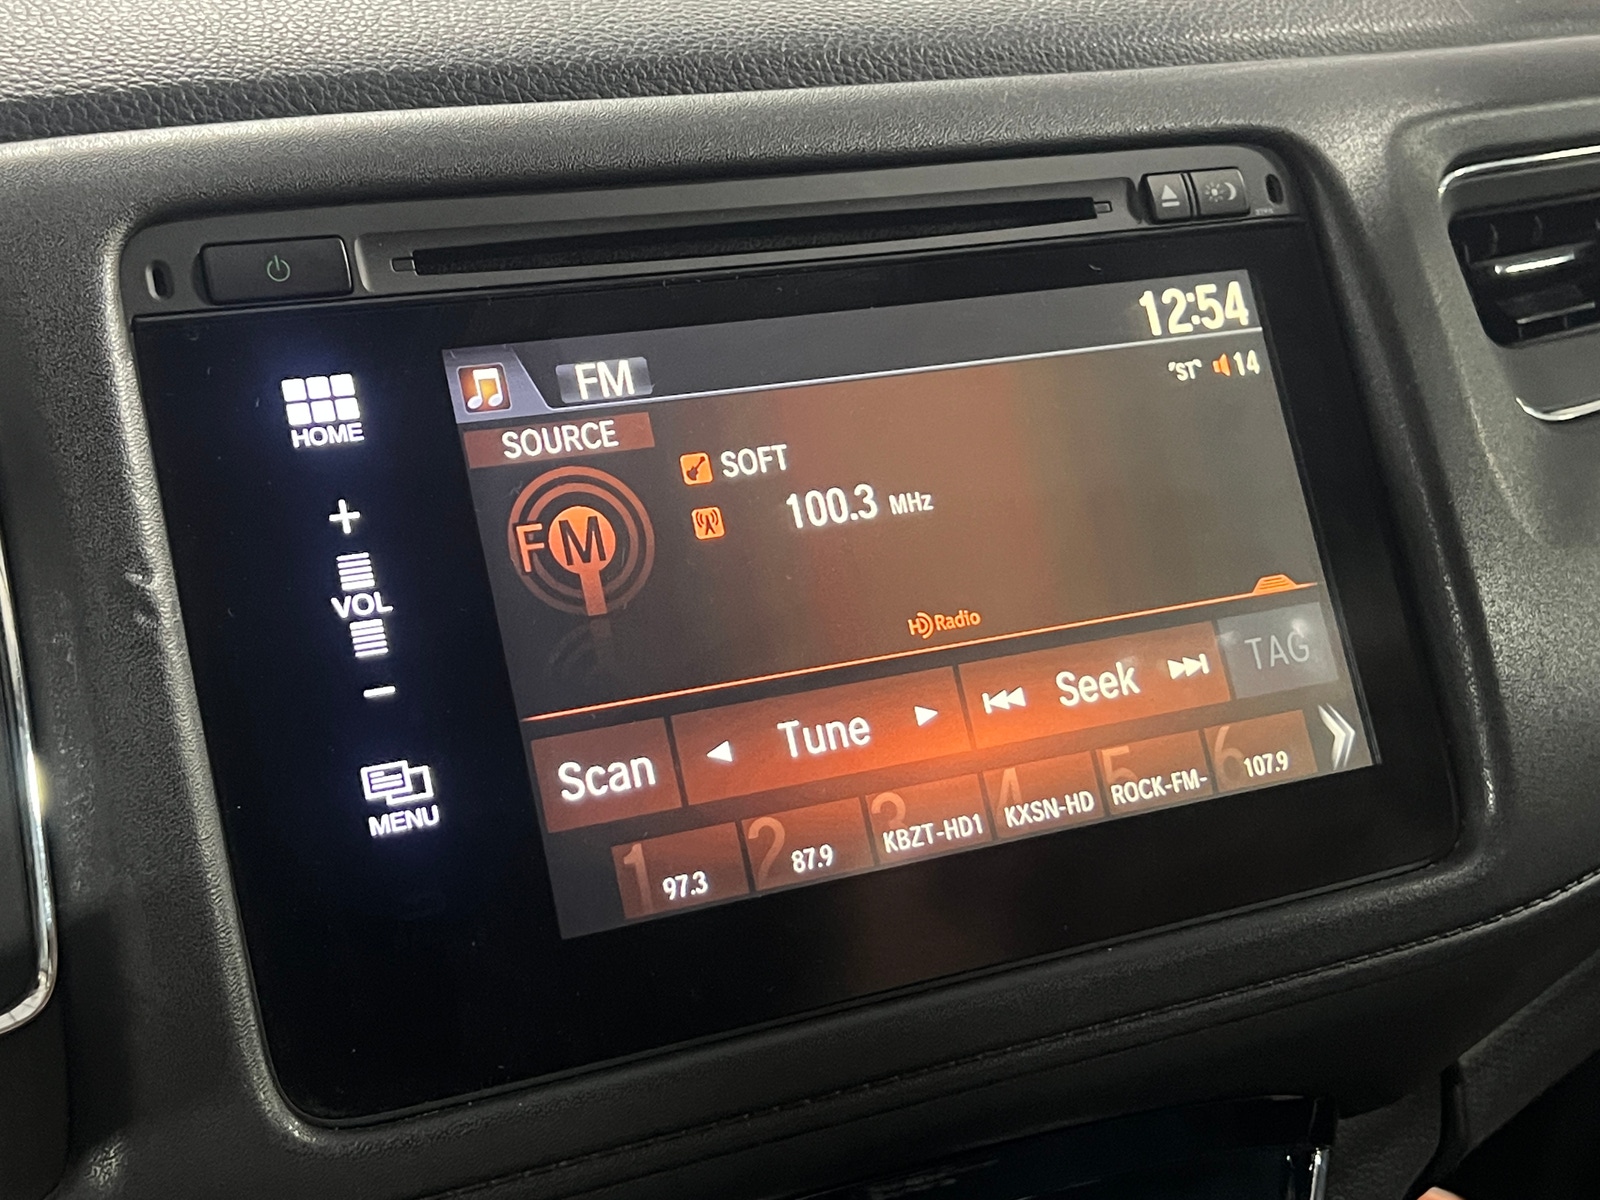 12:54
FM
"ST" 14
HOME
SOURCE
SOFT
FM
100.3 MHz
+
VOL
HD Radio
-
Scan
Tune
Seek
TAG
MENU
1 97.3
2 87.9
3 KBZT-HD1
4 KXSN-HD
5 ROCK-FM-
6 107.9